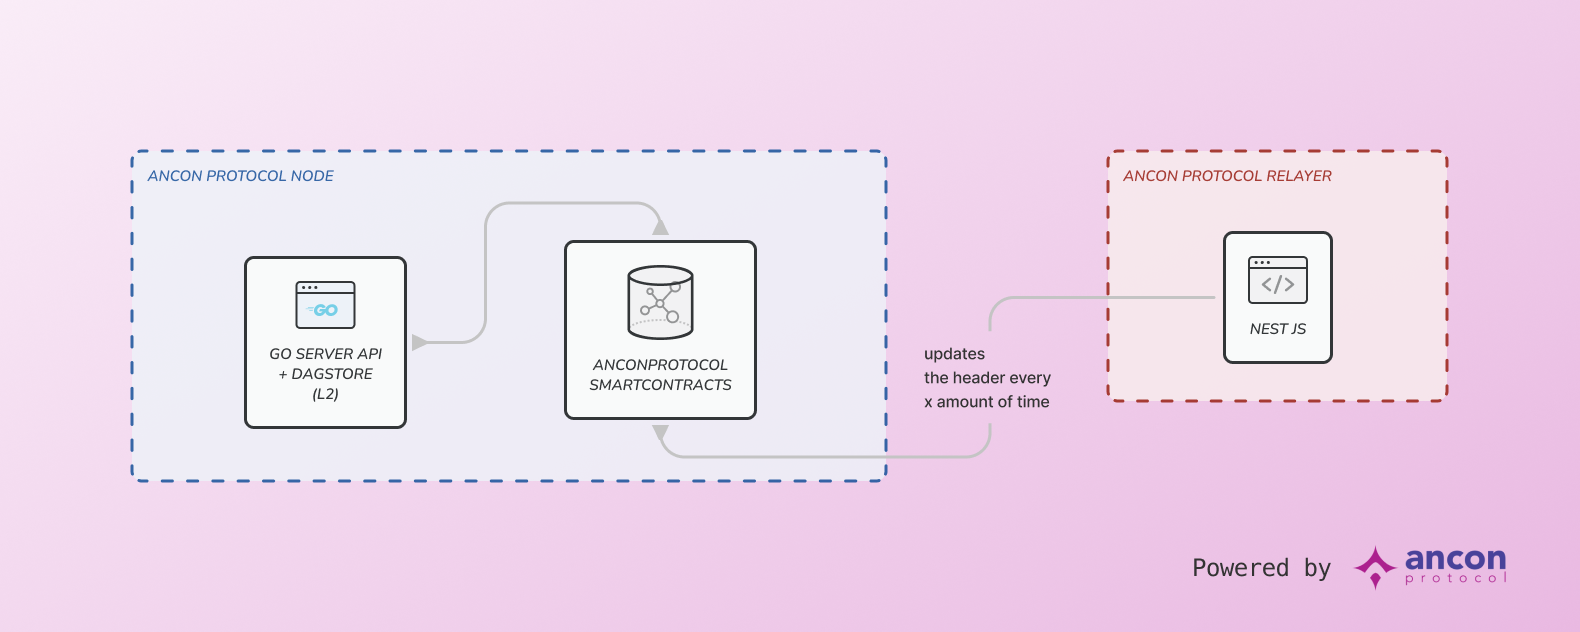 ANCON PROTOCOL NODE
GO
GO SERVER API
+ DAGSTORE
(L2)
ANCONPROTOCOL
SMARTCONTRACTS
updates
the header every
x amount of time
ANCON PROTOCOL RELAYER
</>
NEST JS
Powered by
ancon
protocol